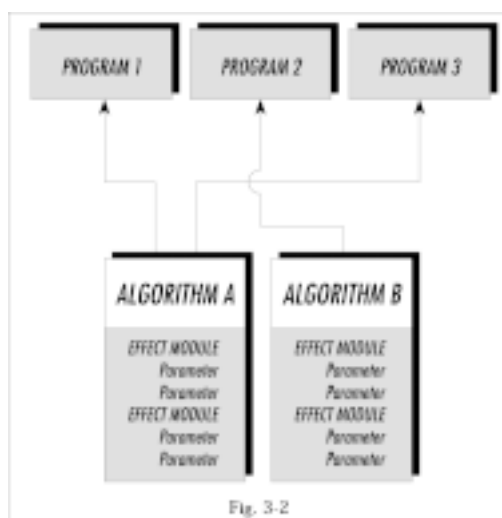 PROGRAM 1
PROGRAM 2
PROGRAM 3
ALGORITHM A
EFFECT MODULE
Parameter
Parameter
EFFECT MODULE
Parameter
Parameter
ALGORITHM B
EFFECT MODULE
Parameter
Parameter
EFFECT MODULE
Parameter
Parameter
Fig. 3-2